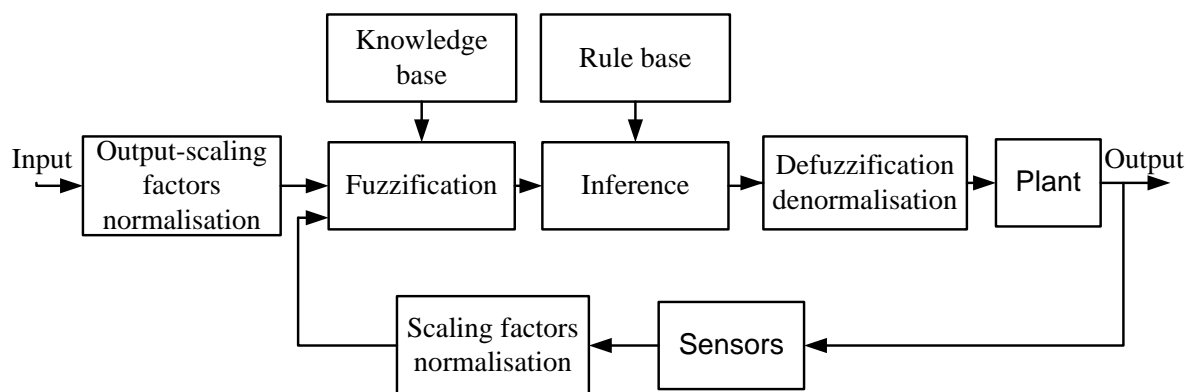 Knowledge
base
Rule base
Input
Output-scaling
factors
normalisation
Fuzzification
Inference
Defuzzification
denormalisation
Plant
Output
Scaling factors
normalisation
Sensors